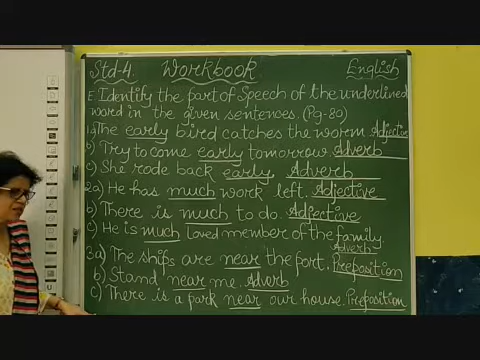 Std-4 Workbook English
E. Identify the part of Speech of the underlined
word in the given sentences. (Pg-80)
1a) The early bird catches the worm Adjective
b) Try to come early tomorrow. Adverb
c) She rode back early. Adverb
2a) He has much work left. Adjective
b) There is much to do. Adjective
c) He is much loved member of the family.
Adverb
3a) The ships are near the port. Preposition
b) Stand near me. Adverb
c) There is a park near our house. Preposition